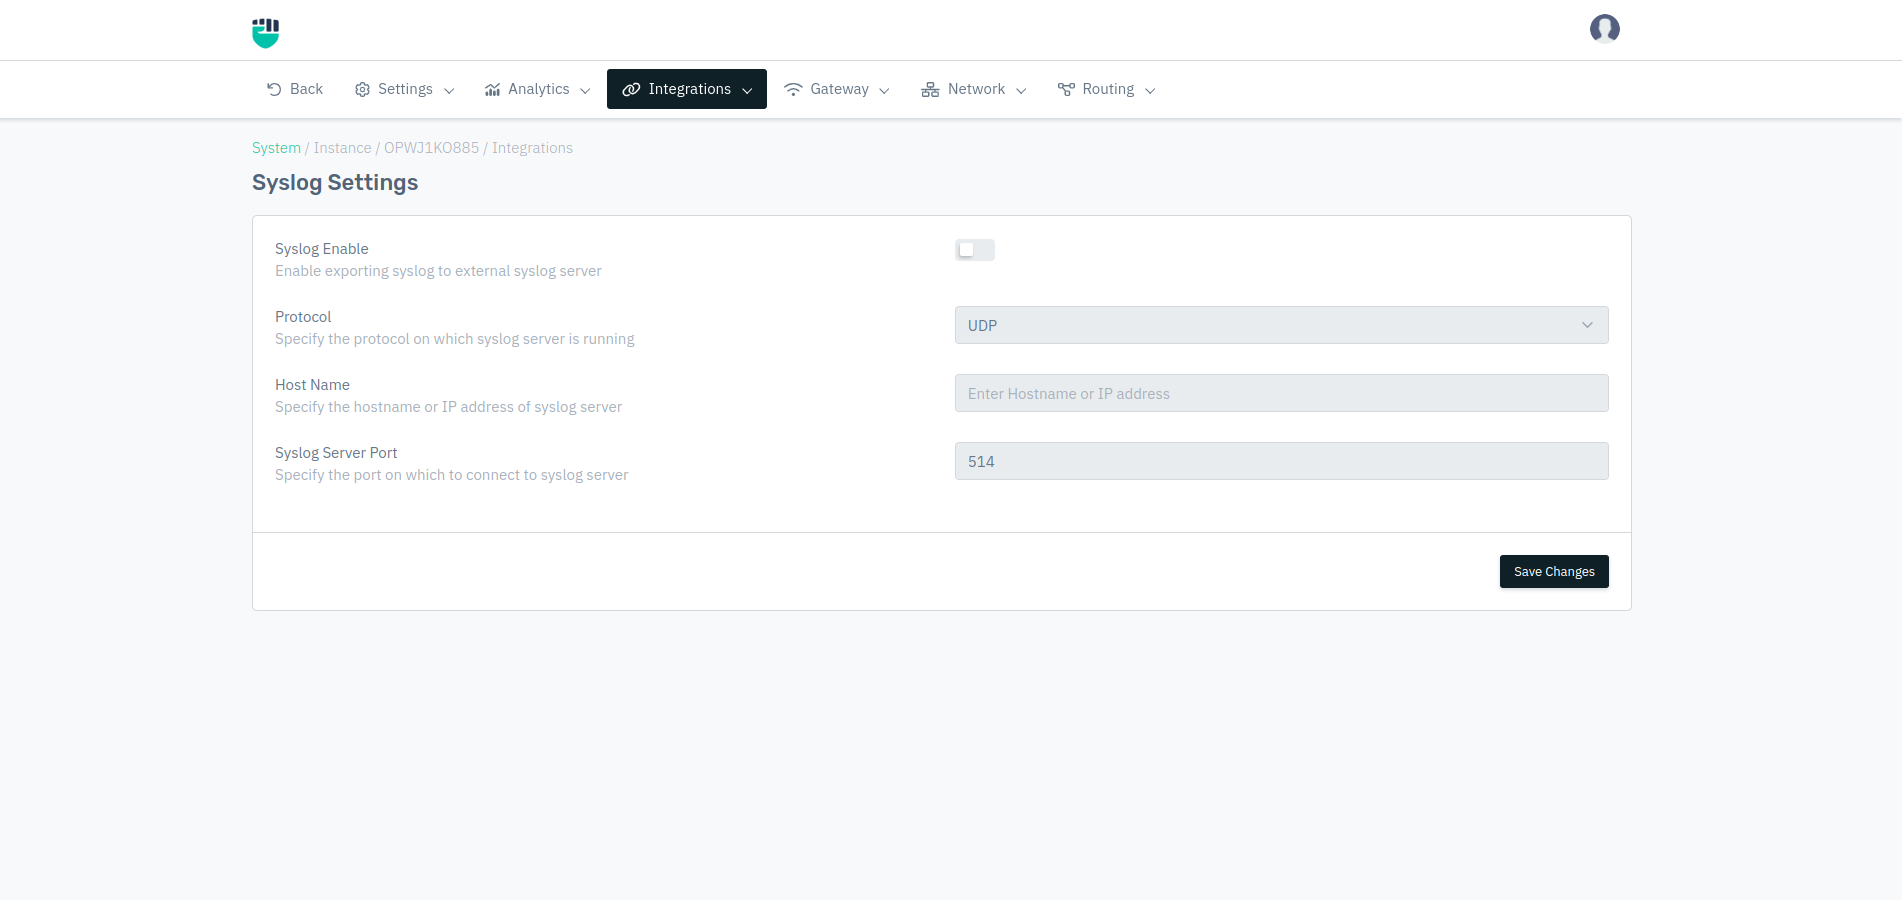 Back Settings Analytics Integrations Gateway Network Routing
System / Instance / OPWJ1KO885 / Integrations
Syslog Settings
Syslog Enable
Enable exporting syslog to external syslog server
Protocol
Specify the protocol on which syslog server is running
UDP
Host Name
Specify the hostname or IP address of syslog server
Enter Hostname or IP address
Syslog Server Port
Specify the port on which to connect to syslog server
514
Save Changes